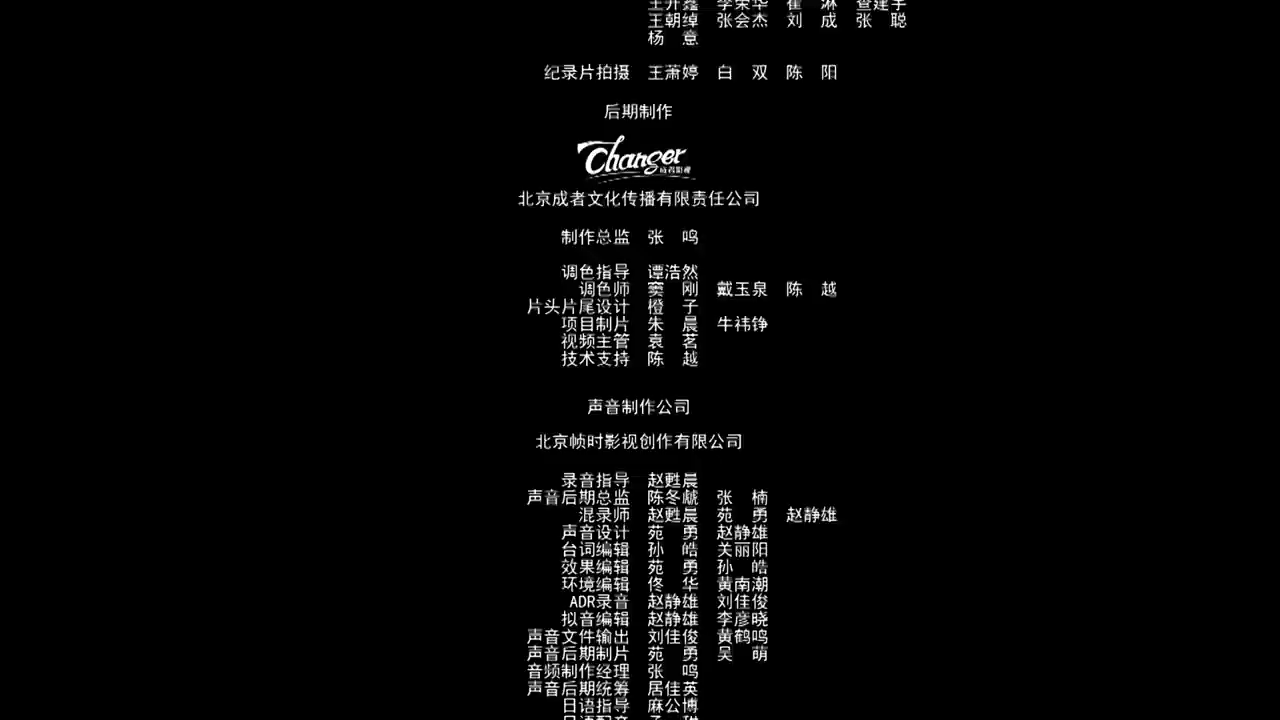 王朝绰 张会杰 刘 成 张 聪
杨 意
纪录片拍摄 王萧婷 白 双 陈 阳
后期制作
Changer
成者影视
北京成者文化传播有限责任公司
制作总监 张 鸣
调色指导 谭浩然
调色师 窦 刚 戴玉泉 陈 越
片头片尾设计 橙 子
项目制片 朱 晨 牛祎铮
视频主管 袁 茗
技术支持 陈 越
声音制作公司
北京帧时影视创作有限公司
录音指导 赵甦晨
声音后期总监 陈冬虣 张 楠
混录师 赵甦晨 苑 勇 赵静雄
声音设计 苑 勇 赵静雄
台词编辑 孙 皓 关丽阳
效果编辑 苑 勇 孙 皓
环境编辑 佟 华 黄南潮
ADR录音 赵静雄 刘佳俊
拟音编辑 赵静雄 李彦晓
声音文件输出 刘佳俊 黄鹤鸣
声音后期制片 苑 勇 吴 萌
音频制作经理 张 鸣
声音后期统筹 居佳英
日语指导 麻公博